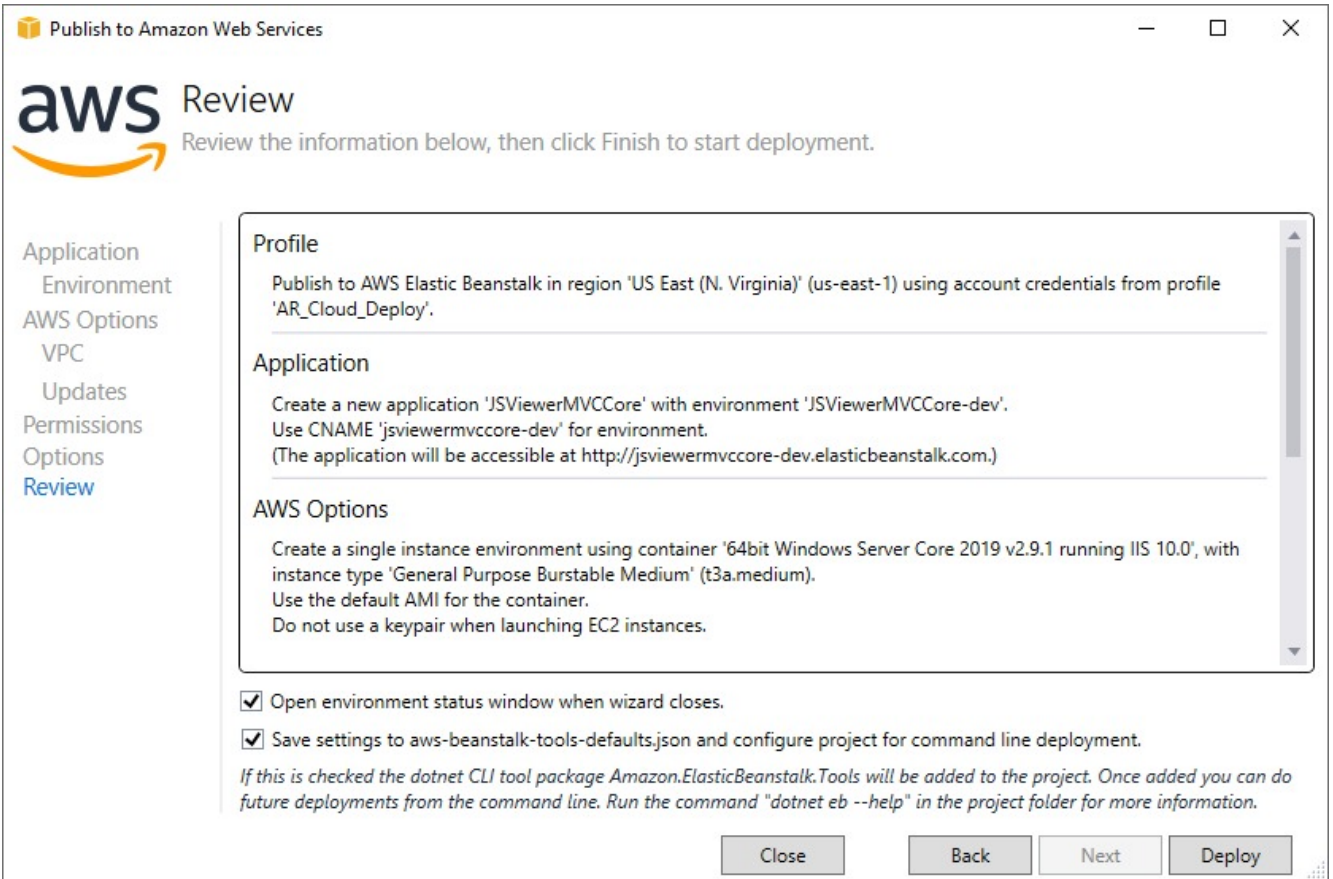 Publish to Amazon Web Services
aws
Review
Review the information below, then click Finish to start deployment.
Application
Environment
AWS Options
VPC
Updates
Permissions
Options
Review
Profile
Publish to AWS Elastic Beanstalk in region 'US East (N. Virginia)' (us-east-1) using account credentials from profile
'AR_Cloud_Deploy'.
Application
Create a new application 'JSViewerMVCCore' with environment 'JSViewerMVCCore-dev'.
Use CNAME 'jsviewermvccore-dev' for environment.
(The application will be accessible at http://jsviewermvccore-dev.elasticbeanstalk.com.)
AWS Options
Create a single instance environment using container '64bit Windows Server Core 2019 v2.9.1 running IIS 10.0', with
instance type 'General Purpose Burstable Medium' (t3a.medium).
Use the default AMI for the container.
Do not use a keypair when launching EC2 instances.
Open environment status window when wizard closes.
Save settings to aws-beanstalk-tools-defaults.json and configure project for command line deployment.
If this is checked the dotnet CLI tool package Amazon.ElasticBeanstalk.Tools will be added to the project. Once added you can do
future deployments from the command line. Run the command "dotnet eb --help" in the project folder for more information.
Close
Back
Next
Deploy